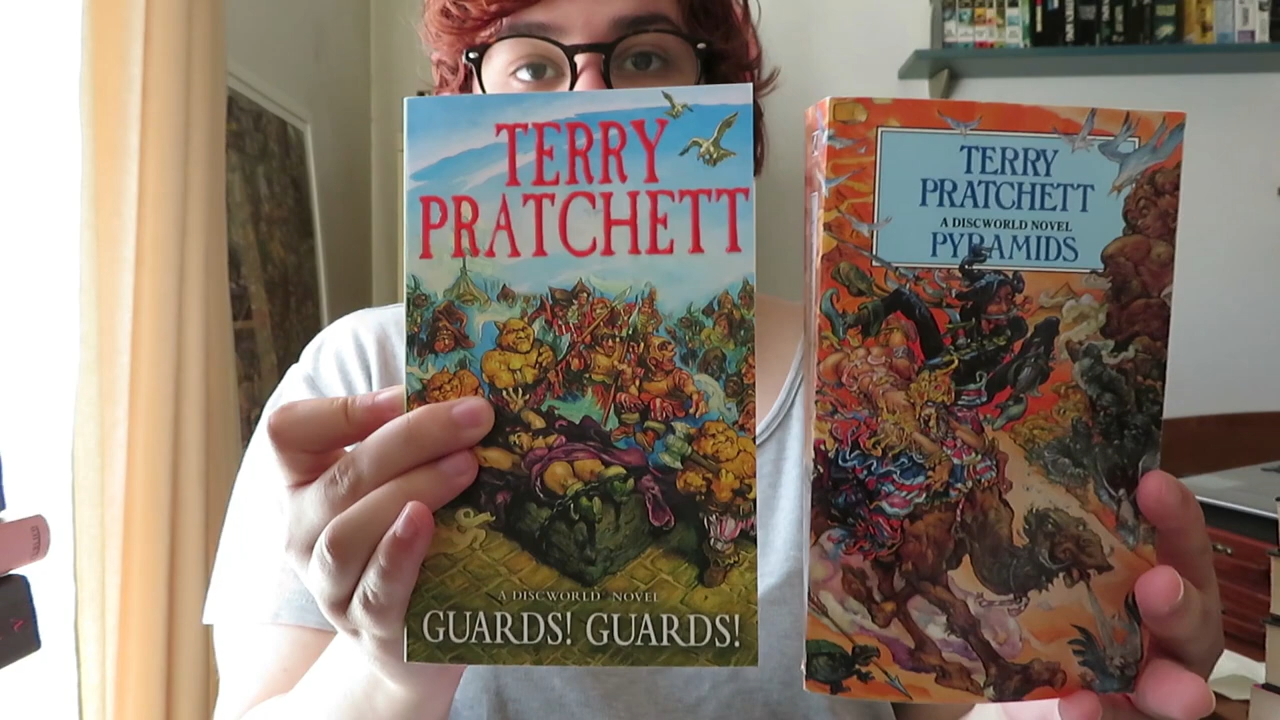 TERRY
PRATCHETT
A DISCWORLD NOVEL
GUARDS! GUARDS!
TERRY
PRATCHETT
A DISCWORLD NOVEL
PYRAMIDS